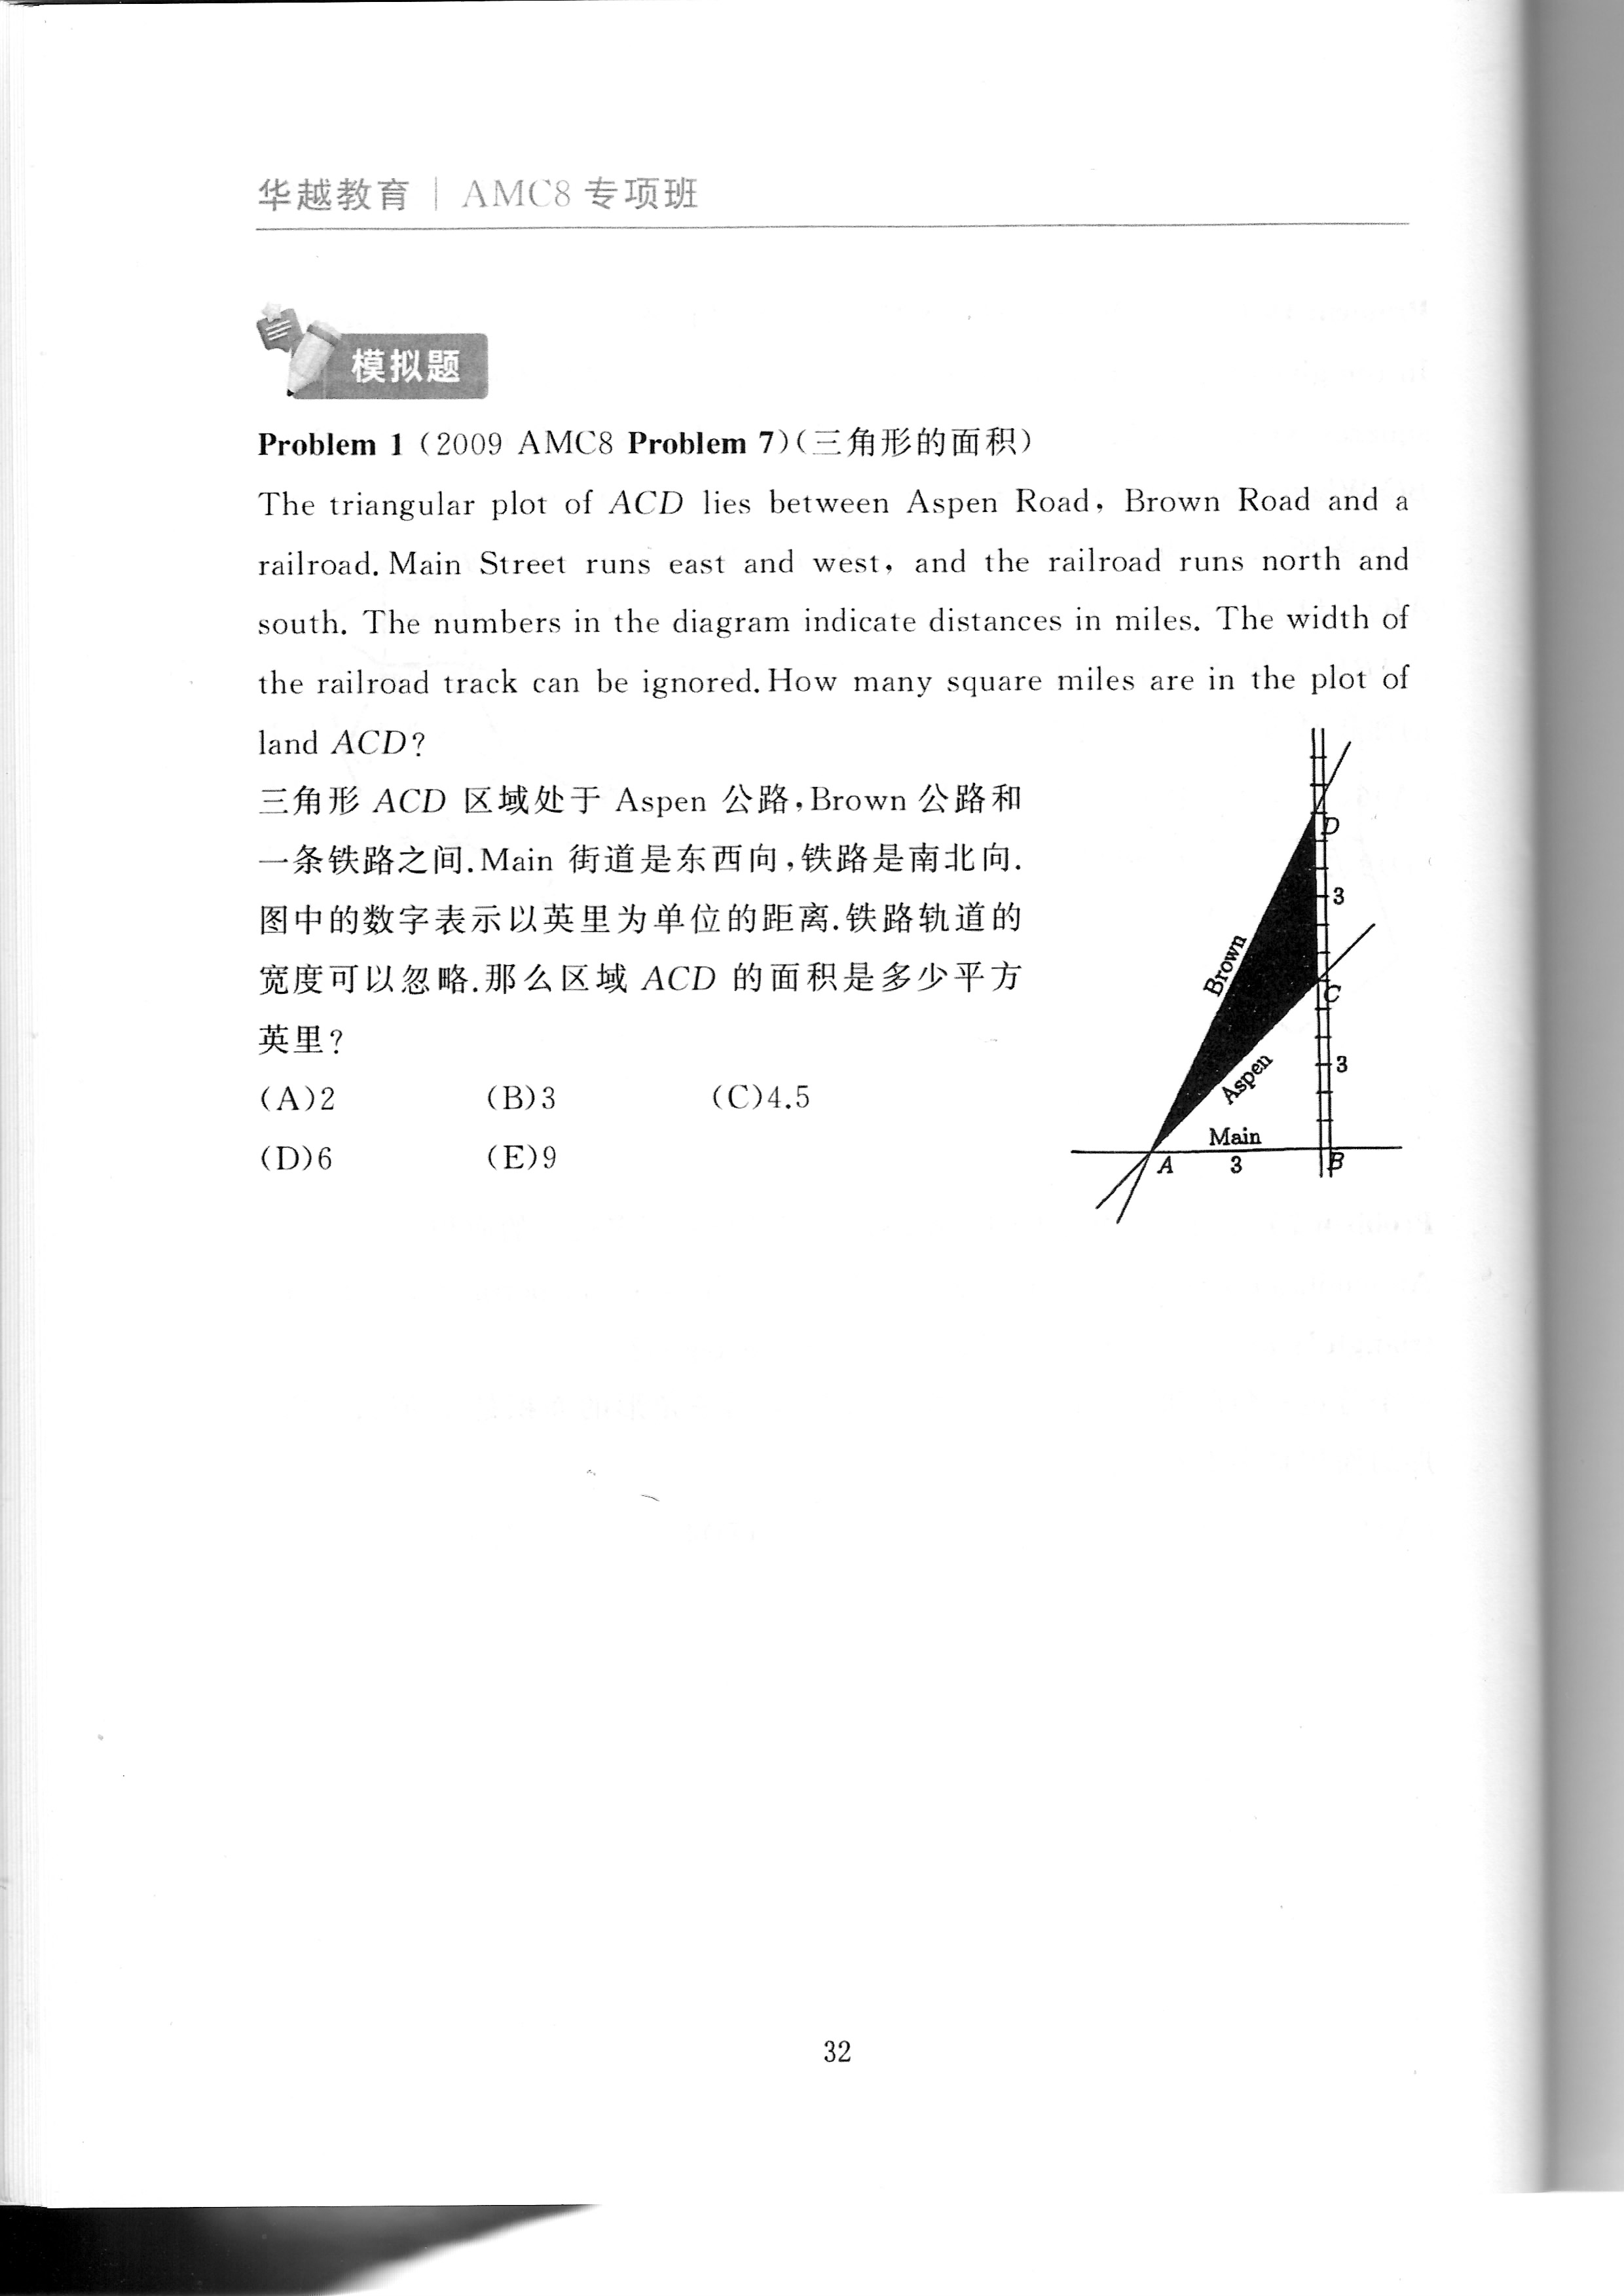 华越教育 | AMC8 专项班
模拟题
Problem 1 (2009 AMC8 Problem 7)(三角形的面积)
The triangular plot of ACD lies between Aspen Road, Brown Road and a
railroad. Main Street runs east and west, and the railroad runs north and
south. The numbers in the diagram indicate distances in miles. The width of
the railroad track can be ignored. How many square miles are in the plot of
land ACD?
三角形 ACD 区域处于 Aspen 公路,Brown 公路和
一条铁路之间.Main 街道是东西向,铁路是南北向.
图中的数字表示以英里为单位的距离.铁路轨道的
宽度可以忽略.那么区域 ACD 的面积是多少平方
英里?
(A)2 (B)3 (C)4.5
(D)6 (E)9
D
3
Brown
C
Aspen
3
Main
A 3 B
32